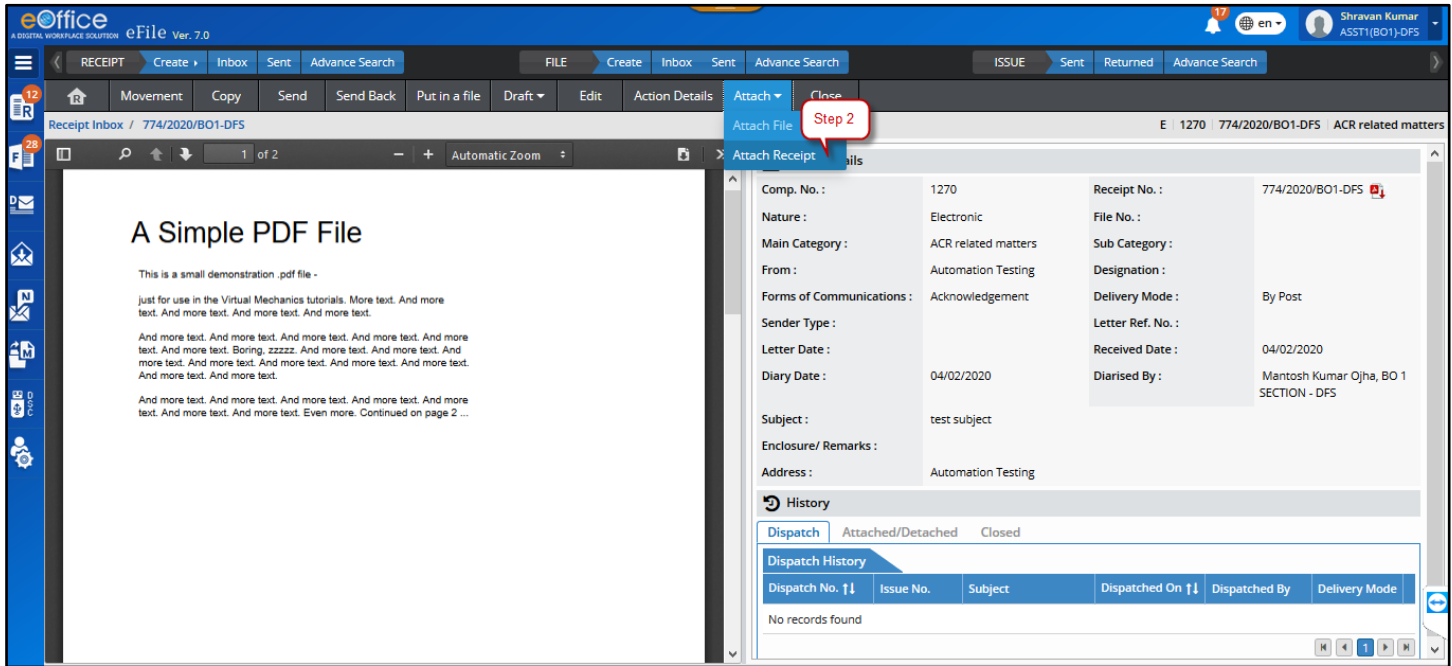 eOffice
A DIGITAL WORKPLACE SOLUTION eFile Ver. 7.0
17
en
Shravan Kumar
ASST1(BO1)-DFS
RECEIPT Create Inbox Sent Advance Search FILE Create Inbox Sent Advance Search ISSUE Sent Returned Advance Search
12
R
R Movement Copy Send Send Back Put in a file Draft Edit Action Details Attach Close
Receipt Inbox / 774/2020/BO1-DFS
Attach File
Attach Receipt
Step 2
E 1270 774/2020/BO1-DFS ACR related matters
28
F
D
N
M
DSC
1 of 2 − + Automatic Zoom
A Simple PDF File
This is a small demonstration .pdf file -
just for use in the Virtual Mechanics tutorials. More text. And more
text. And more text. And more text. And more text.
And more text. And more text. And more text. And more text. And more
text. And more text. Boring, zzzzz. And more text. And more text. And
more text. And more text. And more text. And more text. And more text.
And more text. And more text.
And more text. And more text. And more text. And more text. And more
text. And more text. And more text. Even more. Continued on page 2 ...
ails
Comp. No. : 1270 Receipt No. : 774/2020/BO1-DFS
Nature : Electronic File No. :
Main Category : ACR related matters Sub Category :
From : Automation Testing Designation :
Forms of Communications : Acknowledgement Delivery Mode : By Post
Sender Type : Letter Ref. No. :
Letter Date : Received Date : 04/02/2020
Diary Date : 04/02/2020 Diarised By : Mantosh Kumar Ojha, BO 1
SECTION - DFS
Subject : test subject
Enclosure/ Remarks :
Address : Automation Testing
History
Dispatch Attached/Detached Closed
Dispatch History
Dispatch No. Issue No. Subject Dispatched On Dispatched By Delivery Mode
No records found
1